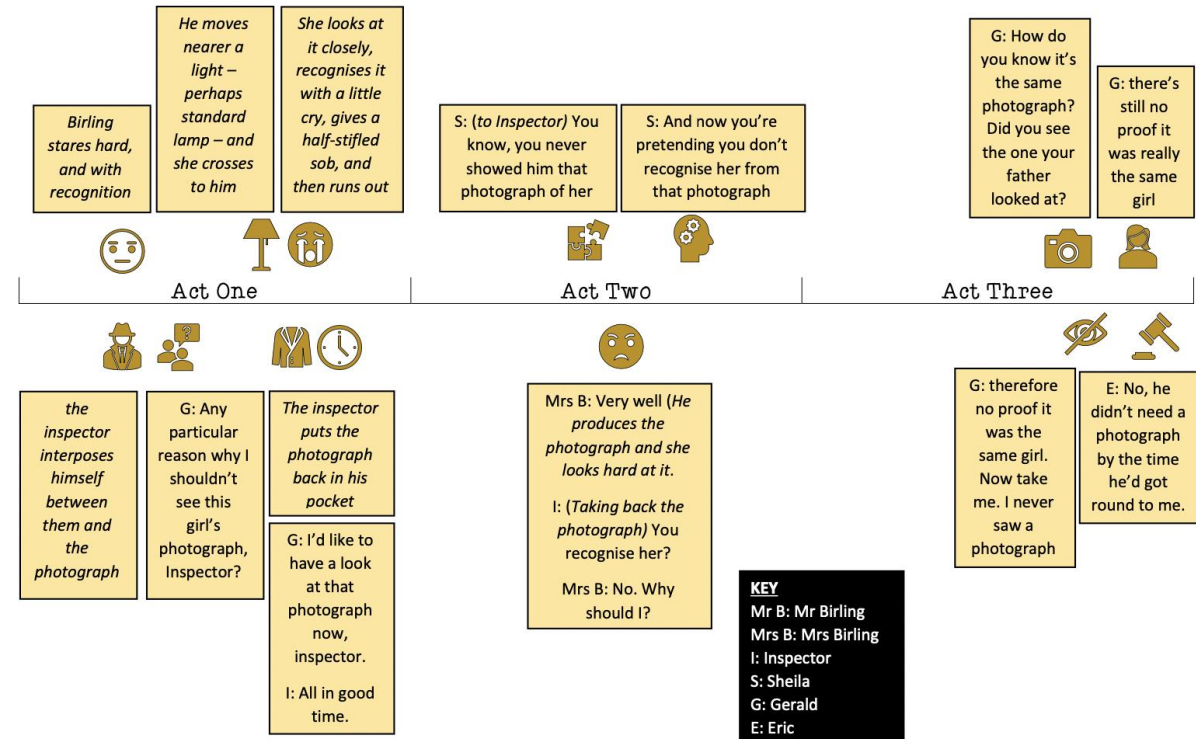 Birling
stares hard,
and with
recognition
He moves
nearer a
light –
perhaps
standard
lamp – and
she crosses
to him
She looks at
it closely,
recognises it
with a little
cry, gives a
half-stifled
sob, and
then runs out
S: (to Inspector) You
know, you never
showed him that
photograph of her
S: And now you're
pretending you don't
recognise her from
that photograph
G: How do
you know it's
the same
photograph?
Did you see
the one your
father
looked at?
G: there's
still no
proof it
was really
the same
girl
?
Act One
Act Two
Act Three
the
inspector
interposes
himself
between
them and
the
photograph
G: Any
particular
reason why I
shouldn't
see this
girl's
photograph,
Inspector?
The inspector
puts the
photograph
back in his
pocket
G: I'd like to
have a look
at that
photograph
now,
inspector.
I: All in good
time.
Mrs B: Very well (He
produces the
photograph and she
looks hard at it.
I: (Taking back the
photograph) You
recognise her?
Mrs B: No. Why
should I?
G: therefore
no proof it
was the
same girl.
Now take
me. I never
saw a
photograph
E: No, he
didn't need a
photograph
by the time
he'd got
round to me.
KEY
Mr B: Mr Birling
Mrs B: Mrs Birling
I: Inspector
S: Sheila
G: Gerald
E: Eric